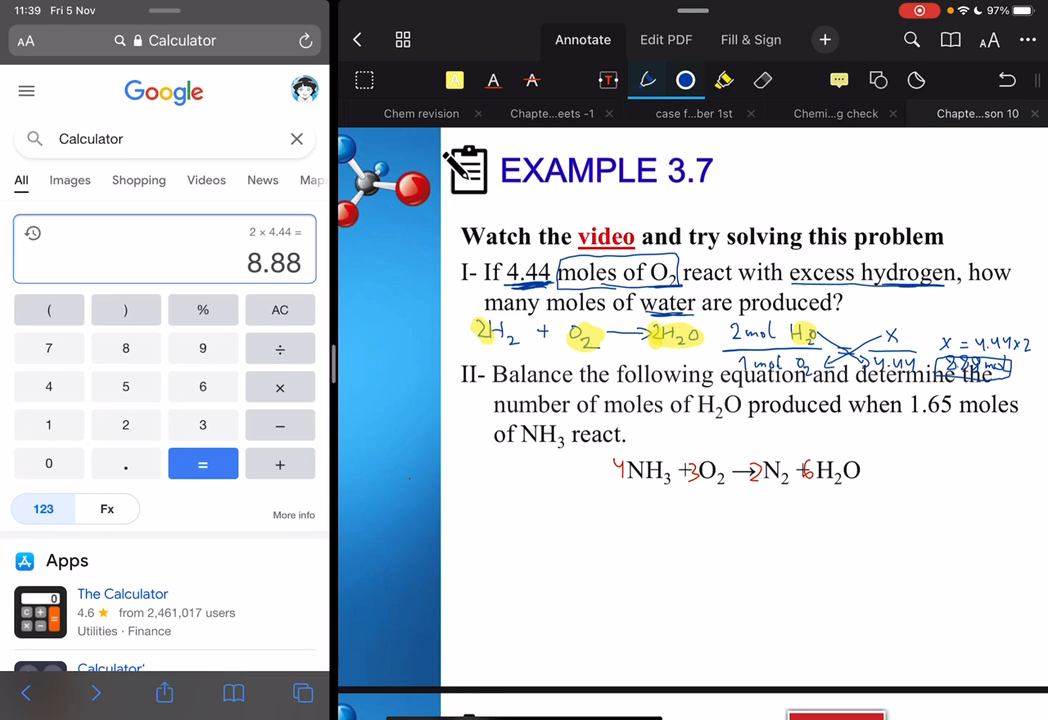 11:39 Fri 5 Nov
97%
AA Calculator
Google
Calculator
All Images Shopping Videos News Map
2 × 4.44 =
8.88
( ) % AC
7 8 9 ÷
4 5 6 ×
1 2 3 −
0 . = +
123 Fx
More info
Apps
The Calculator
4.6 ★ from 2,461,017 users
Utilities · Finance
Calculator'
Annotate Edit PDF Fill & Sign
AA
A A T
Chem revision × Chapte...eets -1 × case f...ber 1st × Chemi...g check × Chapte...son 10 ×
EXAMPLE 3.7
Watch the video and try solving this problem
I- If 4.44 moles of O₂ react with excess hydrogen, how
many moles of water are produced?
2H₂ + O₂ → 2H₂O
2 mol H₂O X
1 mol O₂ 4.44
X = 4.44 × 2
8.88 mol
II- Balance the following equation and determine the
number of moles of H₂O produced when 1.65 moles
of NH₃ react.
4NH₃ + 3O₂ → 2N₂ + 6H₂O